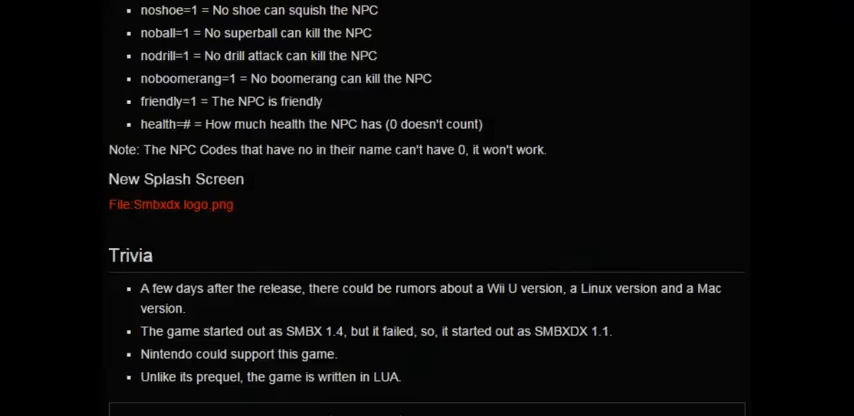 noshoe=1 = No shoe can squish the NPC
noball=1 = No superball can kill the NPC
nodrill=1 = No drill attack can kill the NPC
noboomerang=1 = No boomerang can kill the NPC
friendly=1 = The NPC is friendly
health=# = How much health the NPC has (0 doesn't count)
Note: The NPC Codes that have no in their name can't have 0, it won't work.
New Splash Screen
File:Smbxdx logo.png
Trivia
A few days after the release, there could be rumors about a Wii U version, a Linux version and a Mac
version.
The game started out as SMBX 1.4, but it failed, so, it started out as SMBXDX 1.1.
Nintendo could support this game.
Unlike its prequel, the game is written in LUA.